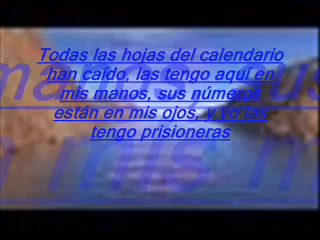 Todas las hojas del calendario
han caído, las tengo aquí en
mis manos, sus números
están en mis ojos, y yo las
tengo prisioneras